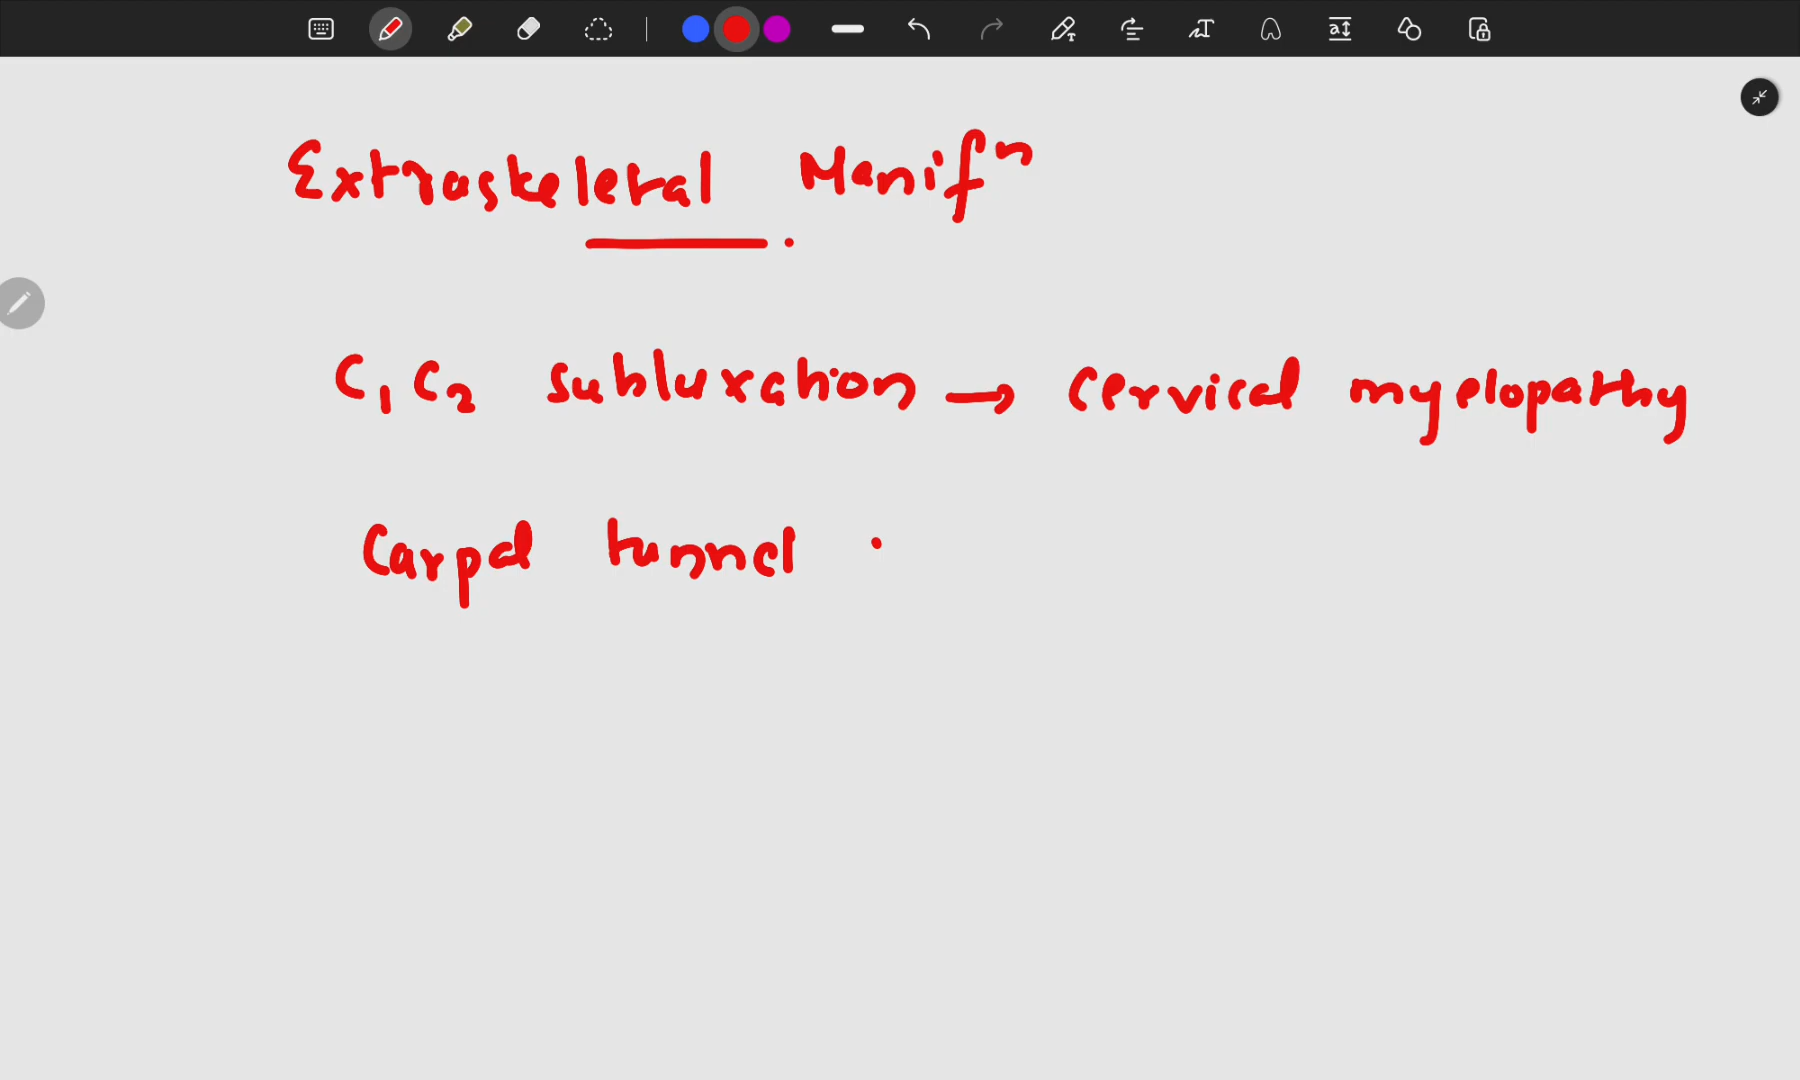 Extraskeletal Manifⁿ
C₁ C₂ subluxation → cervical myelopathy
Carpal tunnel